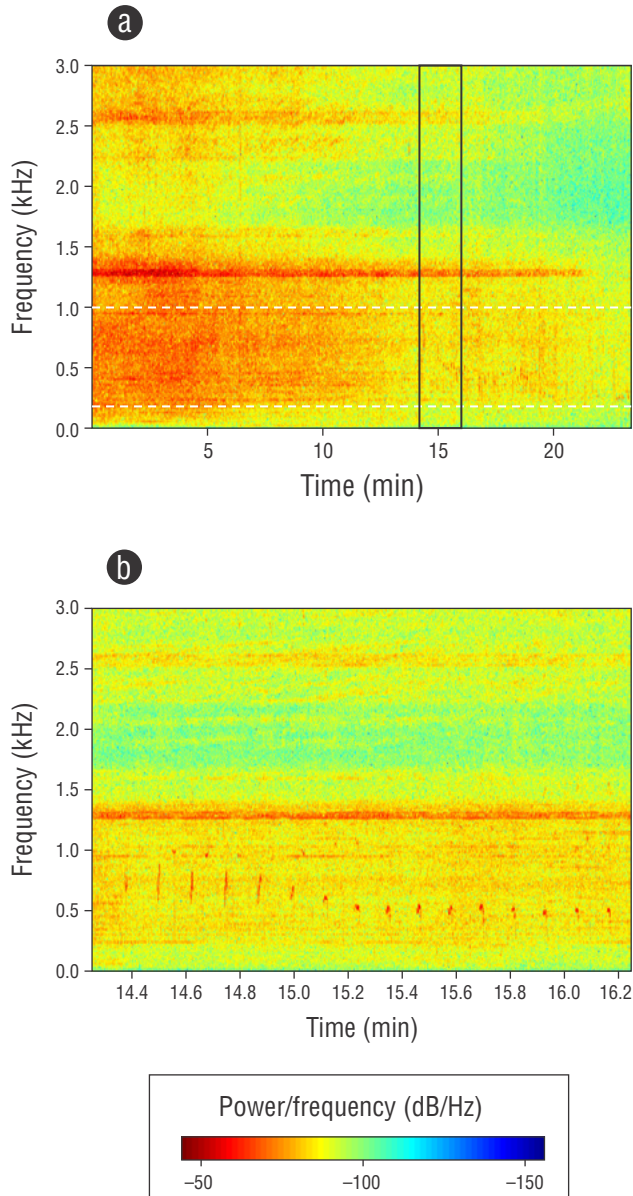 a
3.0
2.5
2.0
1.5
1.0
0.5
0.0
Frequency (kHz)
5 10 15 20
Time (min)
b
3.0
2.5
2.0
1.5
1.0
0.5
0.0
Frequency (kHz)
14.4 14.6 14.8 15.0 15.2 15.4 15.6 15.8 16.0 16.2
Time (min)
Power/frequency (dB/Hz)
–50 –100 –150